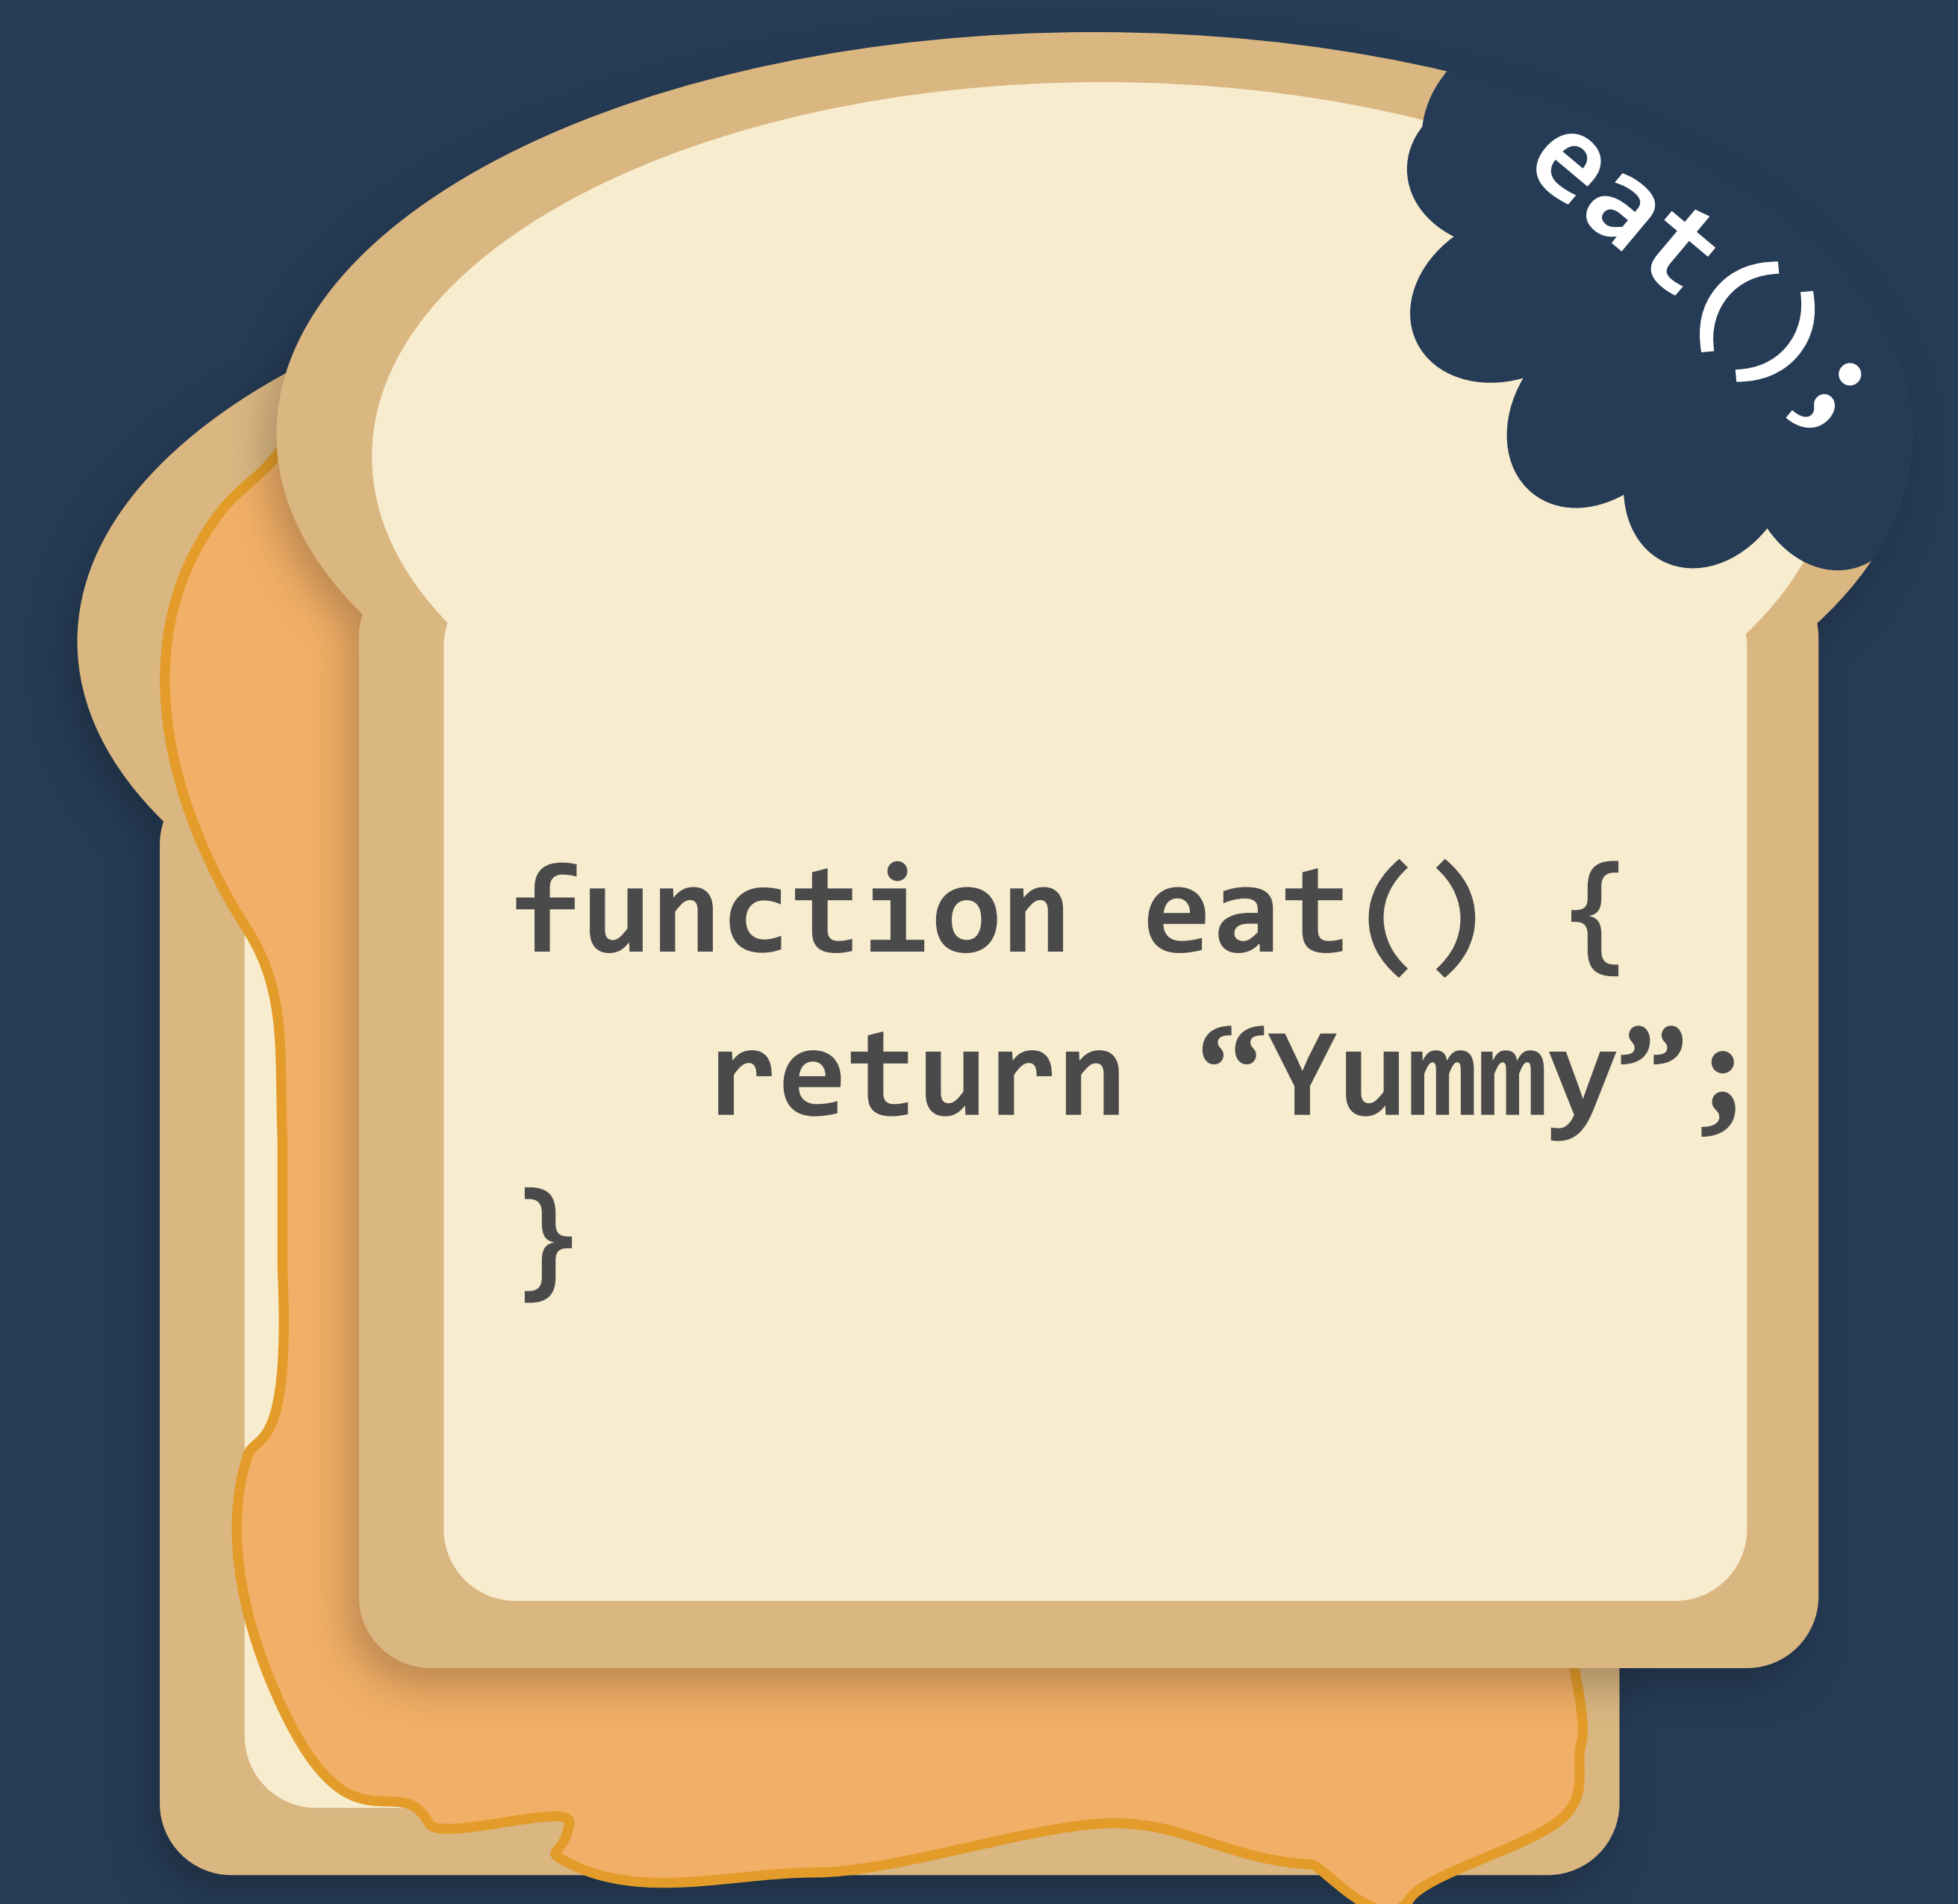 eat();
function eat() {
return “Yummy”;
}